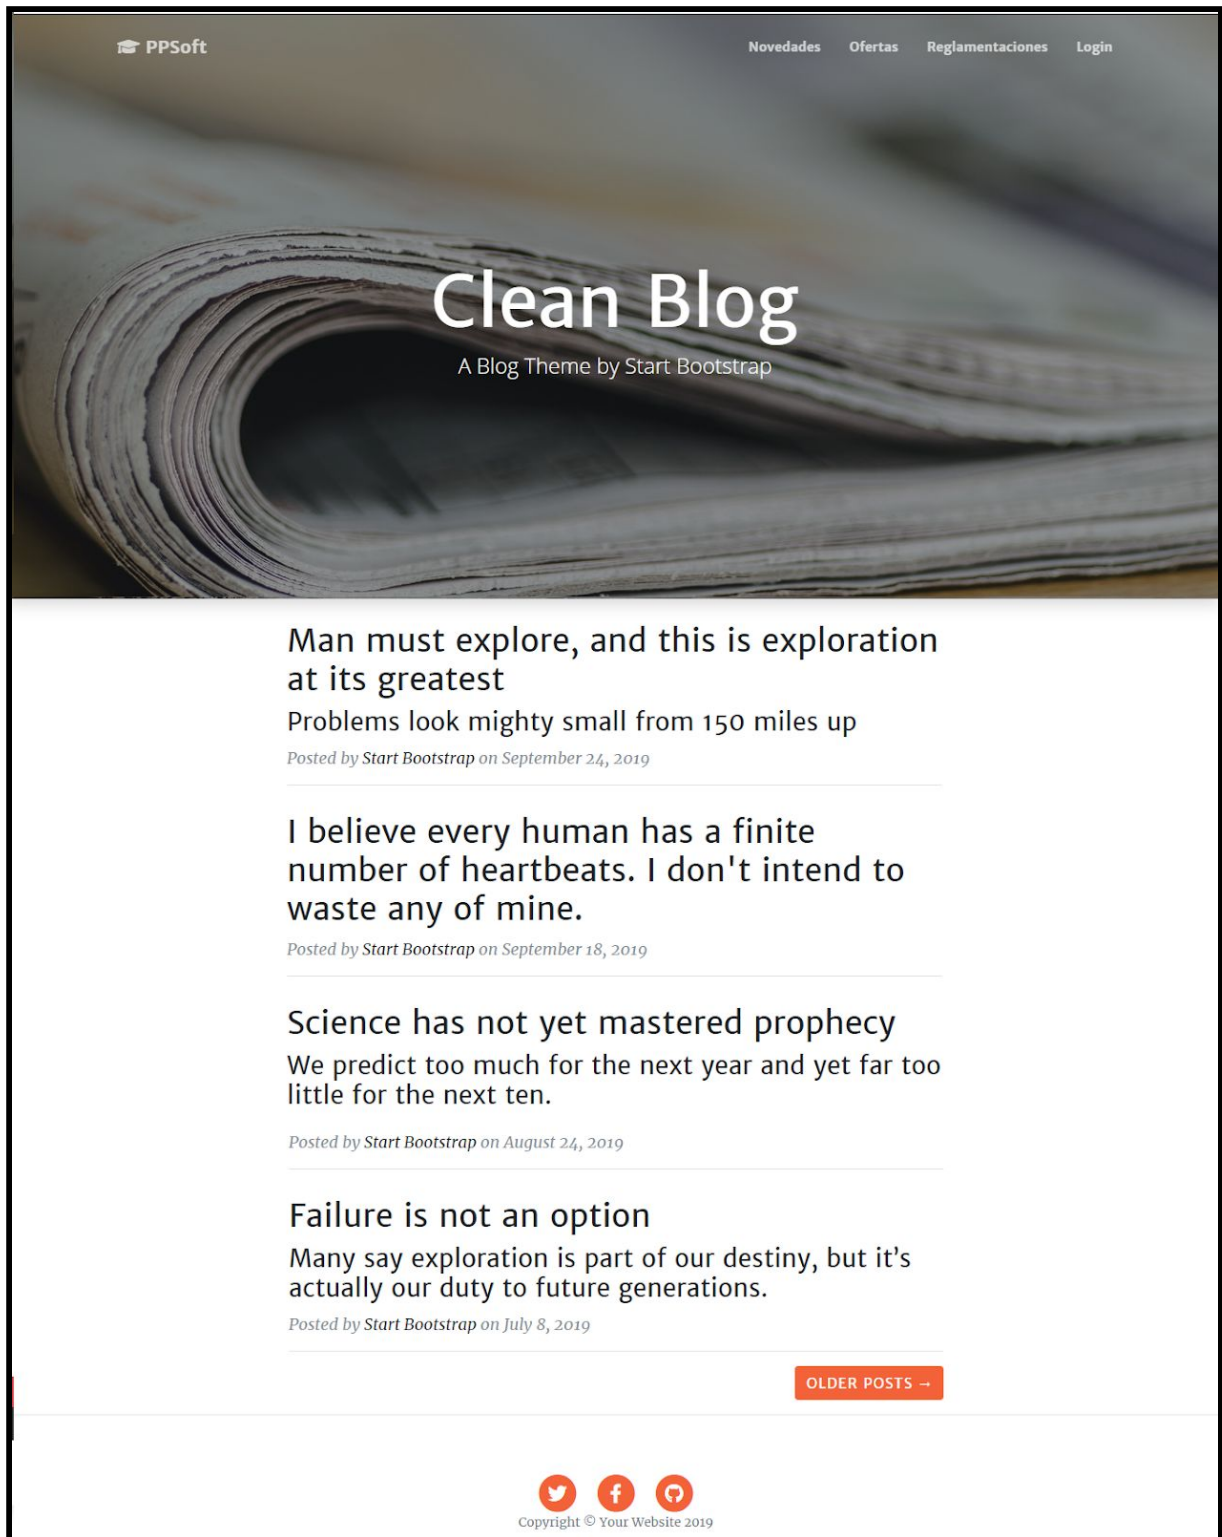 PPSoft
Novedades Ofertas Reglamentaciones Login
Clean Blog
A Blog Theme by Start Bootstrap
Man must explore, and this is exploration
at its greatest
Problems look mighty small from 150 miles up
Posted by Start Bootstrap on September 24, 2019
I believe every human has a finite
number of heartbeats. I don't intend to
waste any of mine.
Posted by Start Bootstrap on September 18, 2019
Science has not yet mastered prophecy
We predict too much for the next year and yet far too
little for the next ten.
Posted by Start Bootstrap on August 24, 2019
Failure is not an option
Many say exploration is part of our destiny, but it’s
actually our duty to future generations.
Posted by Start Bootstrap on July 8, 2019
OLDER POSTS →
Copyright © Your Website 2019